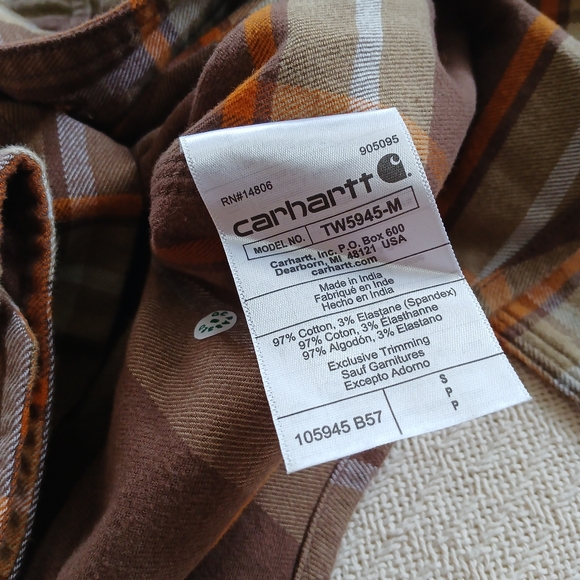 905095
RN#14806
carhartt
MODEL NO. TW5945-M
Carhartt, Inc. P.O. Box 600
Dearborn, MI 48121 USA
carhartt.com
Made in India
Fabriqué en Inde
Hecho en India
97% Cotton, 3% Elastane (Spandex)
97% Coton, 3% Élasthanne
97% Algodón, 3% Elastano
Exclusive Trimming
Sauf Garnitures
Excepto Adorno
105945 B57
S
P
P